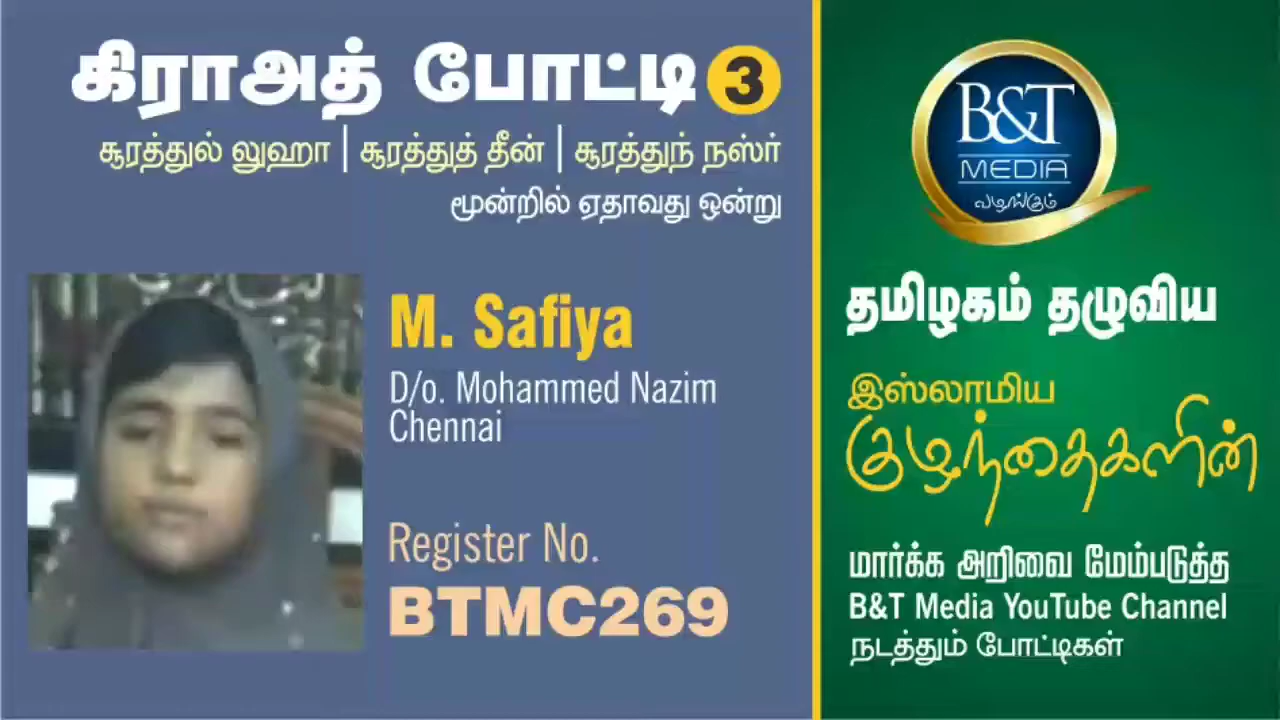 கிராஅத் போட்டி 3
சூரத்துல் லுஹா | சூரத்துத் தீன் | சூரத்துந் நஸ்ர்
மூன்றில் ஏதாவது ஒன்று
M. Safiya
D/o. Mohammed Nazim
Chennai
Register No.
BTMC269
B&T
MEDIA
வழங்கும்
தமிழகம் தழுவிய
இஸ்லாமிய
குழந்தைகளின்
மார்க்க அறிவை மேம்படுத்த
B&T Media YouTube Channel
நடத்தும் போட்டிகள்